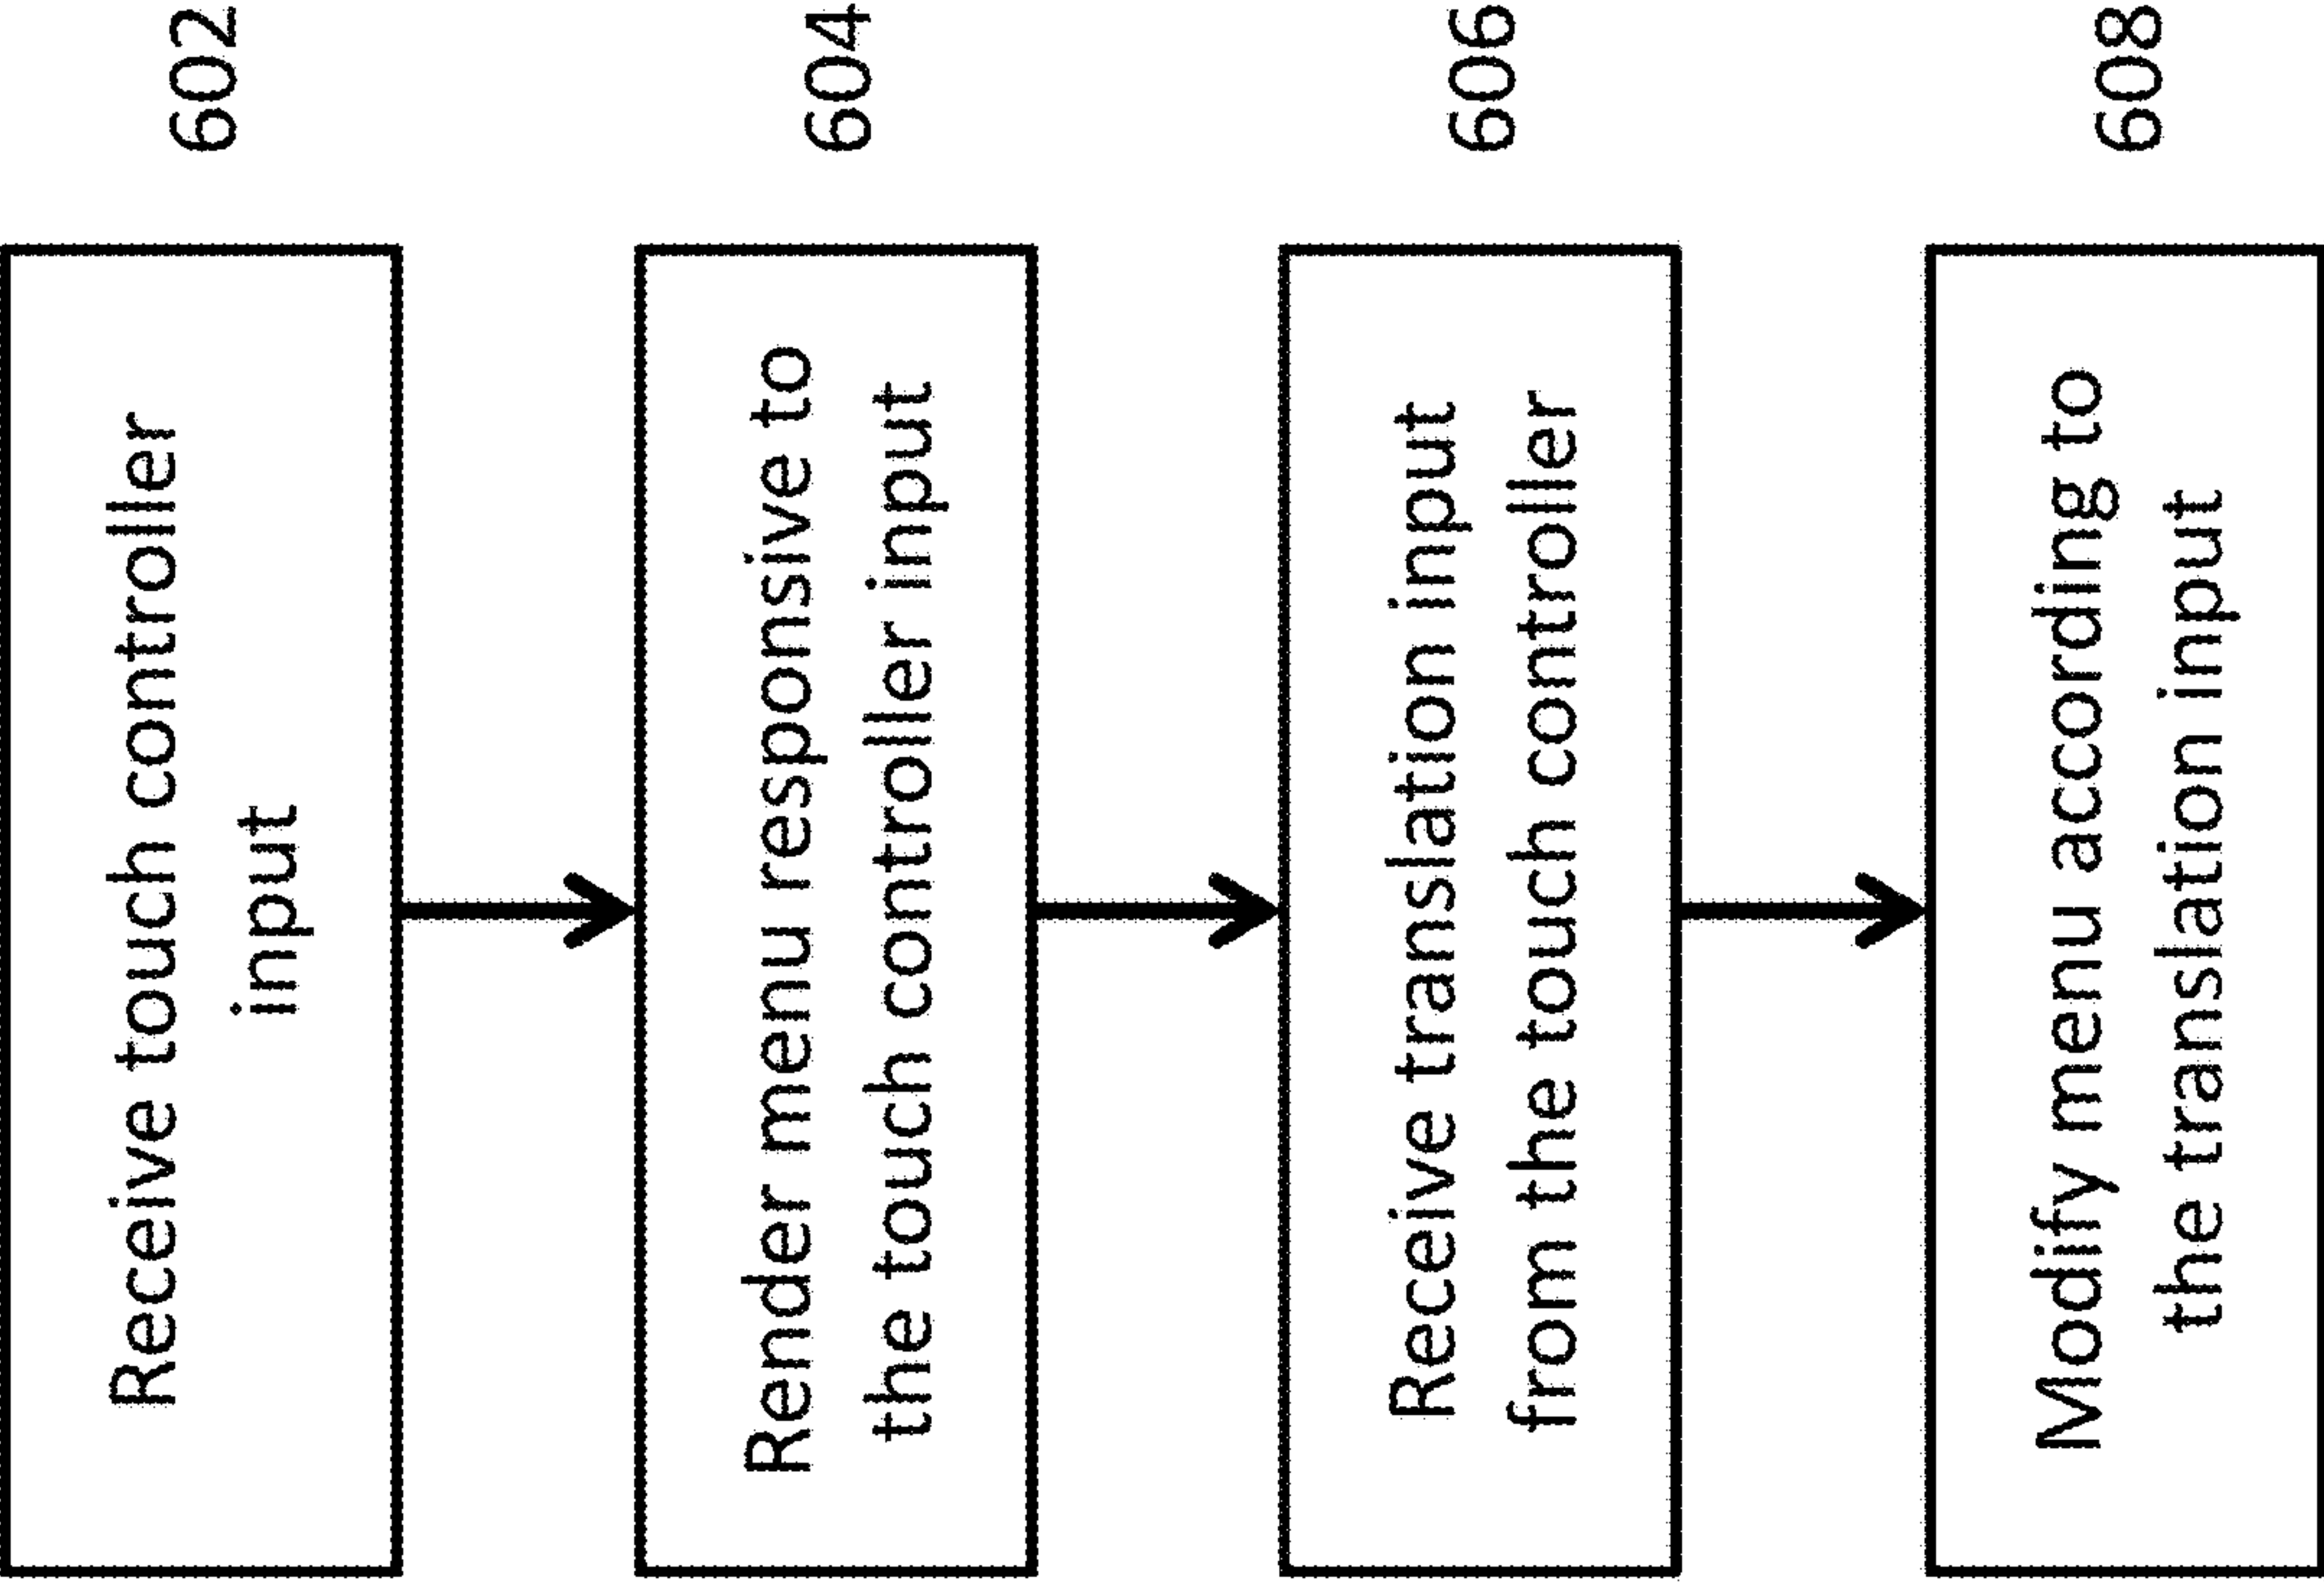 Receive touch controller
input
602
Render menu responsive to
the touch controller input
604
Receive translation input
from the touch controller
606
Modify menu according to
the translation input
608